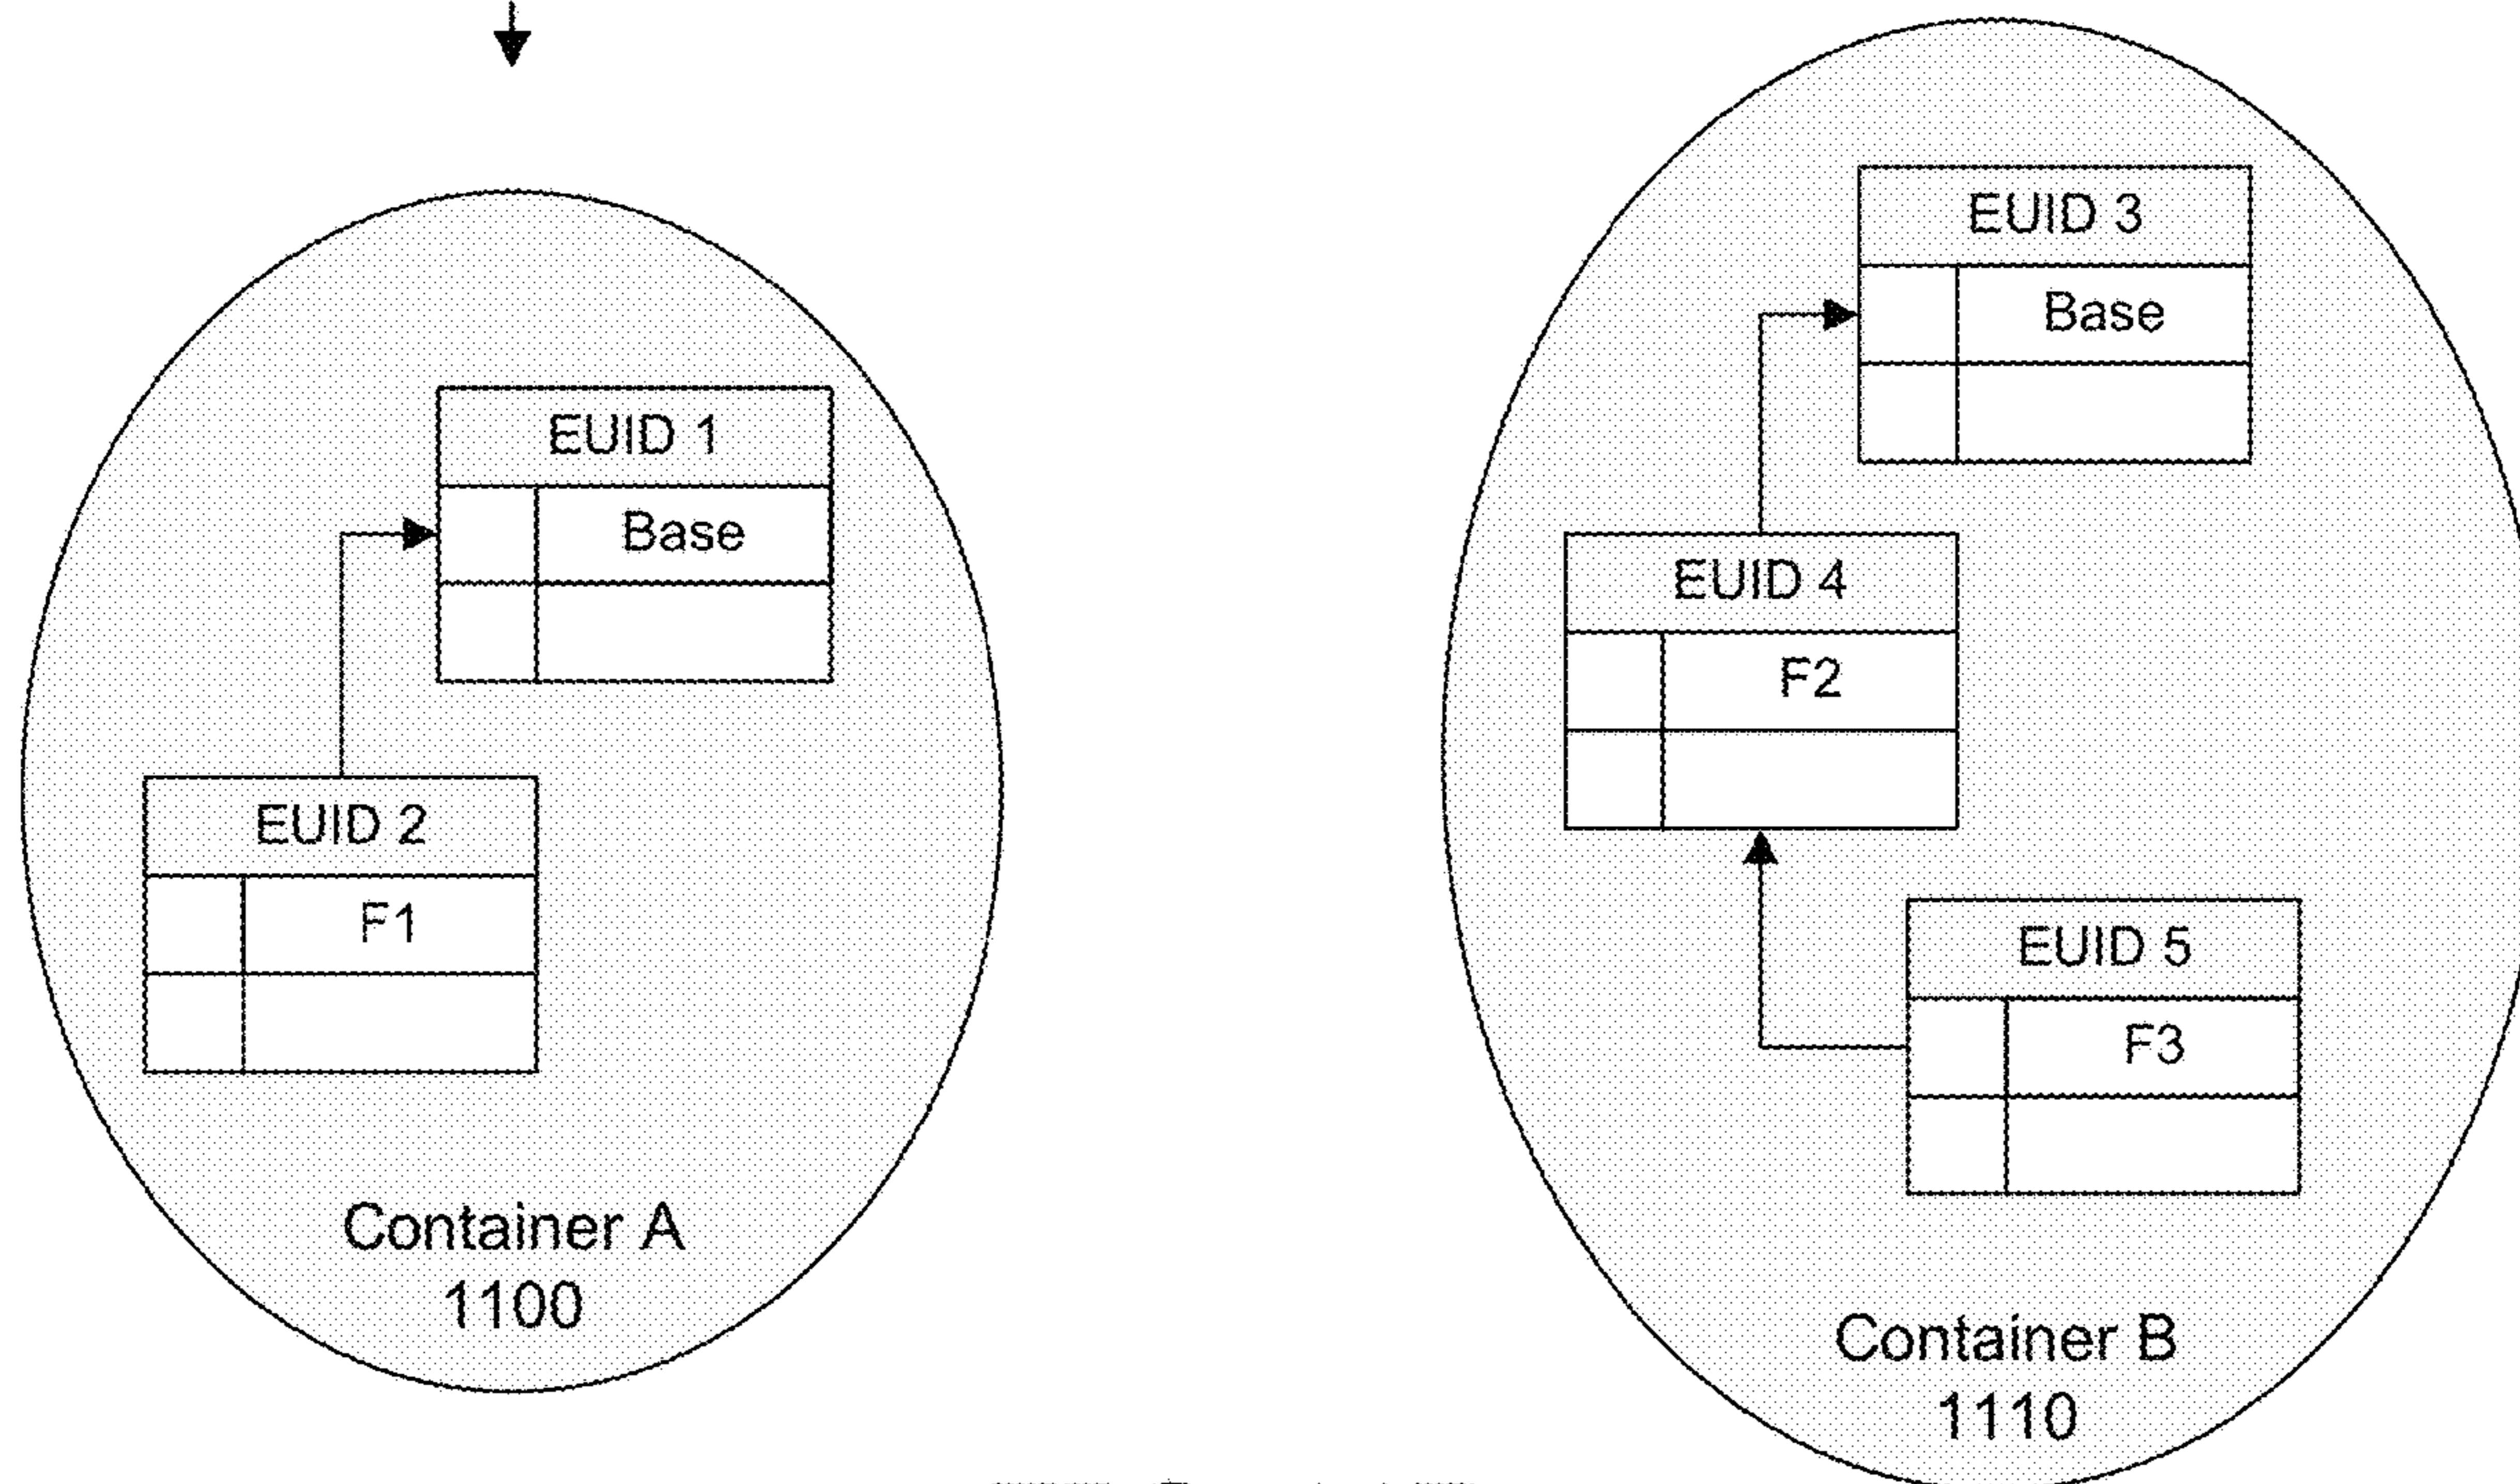 EUID 1
Base
EUID 2
F1
Container A
1100
EUID 3
Base
EUID 4
F2
EUID 5
F3
Container B
1110